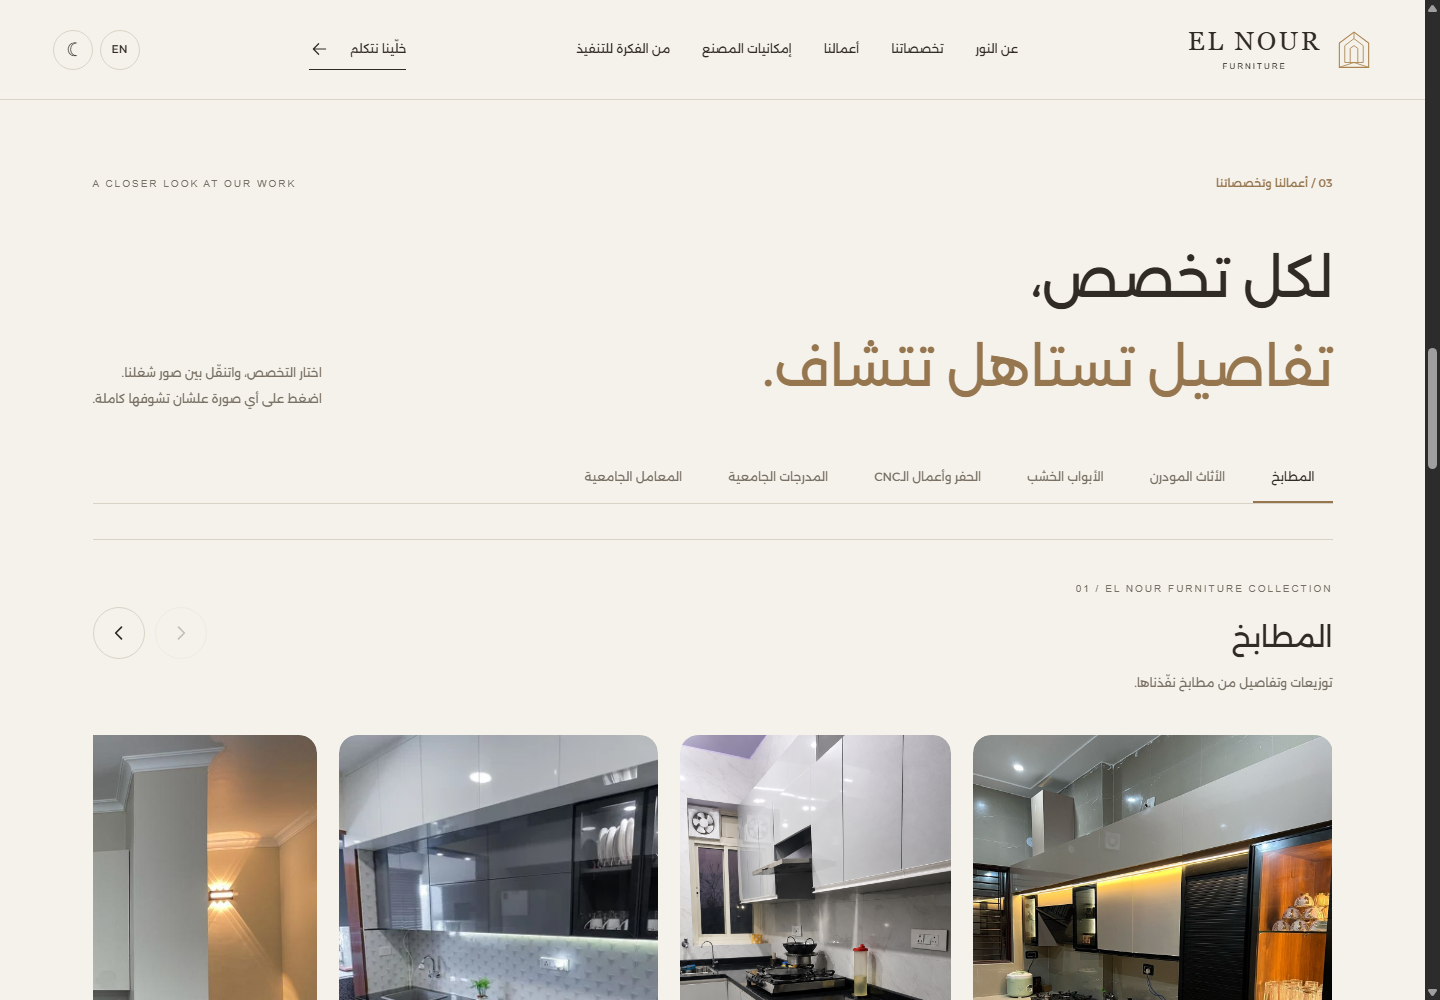 EL NOUR
FURNITURE
عن النور
تخصصاتنا
أعمالنا
إمكانيات المصنع
من الفكرة للتنفيذ
خلّينا نتكلم
EN
03 / أعمالنا وتخصصاتنا
A CLOSER LOOK AT OUR WORK
لكل تخصص،
تفاصيل تستاهل تتشاف.
اختار التخصص، واتنقّل بين صور شغلنا.
اضغط على أي صورة علشان تشوفها كاملة.
المطابخ
الأثاث المودرن
الأبواب الخشب
الحفر وأعمال الـCNC
المدرجات الجامعية
المعامل الجامعية
01 / EL NOUR FURNITURE COLLECTION
المطابخ
توزيعات وتفاصيل من مطابخ نفّذناها.